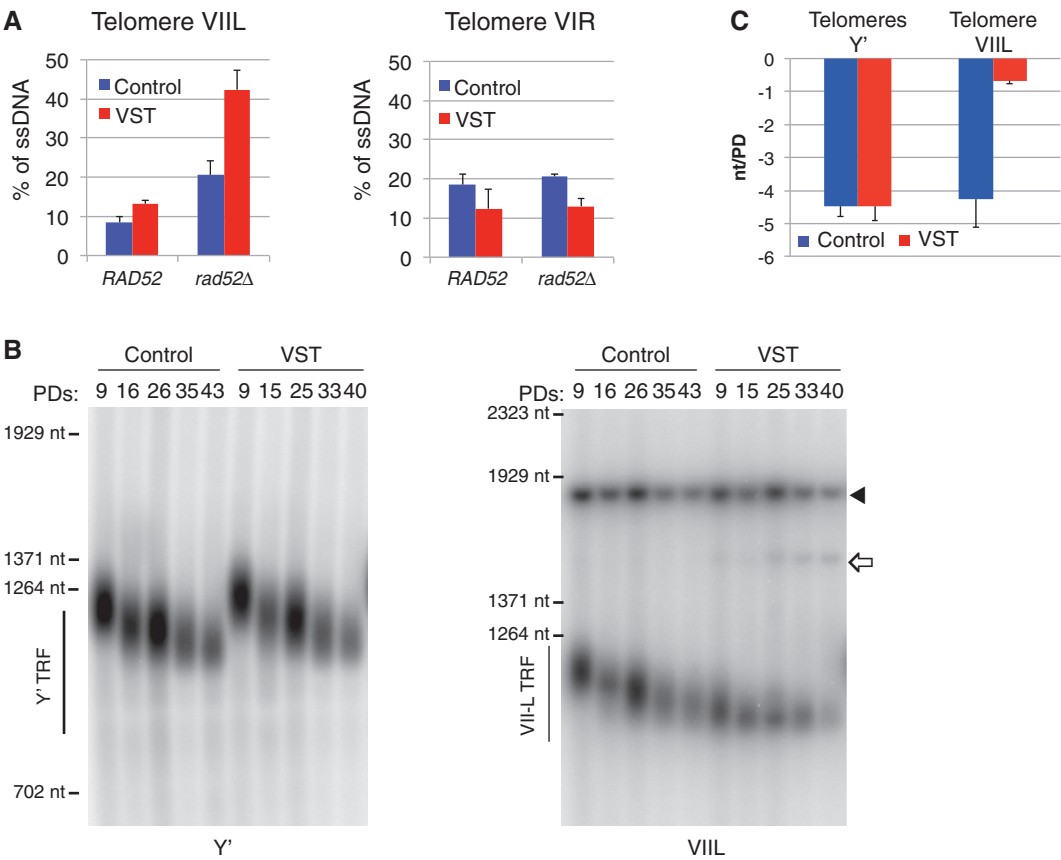 A
Telomere VIIL
% of ssDNA
50
40
30
20
10
0
Control
VST
RAD52
rad52Δ
Telomere VIR
% of ssDNA
50
40
30
20
10
0
Control
VST
RAD52
rad52Δ
C
Telomeres Y'
Telomere VIIL
nt/PD
0
-1
-2
-3
-4
-5
-6
Control
VST
B
Control VST
PDs: 9 16 26 35 43 9 15 25 33 40
1929 nt
1371 nt
1264 nt
Y' TRF
702 nt
Y'
Control VST
PDs: 9 16 26 35 43 9 15 25 33 40
2323 nt
1929 nt
1371 nt
1264 nt
VII-L TRF
VIIL